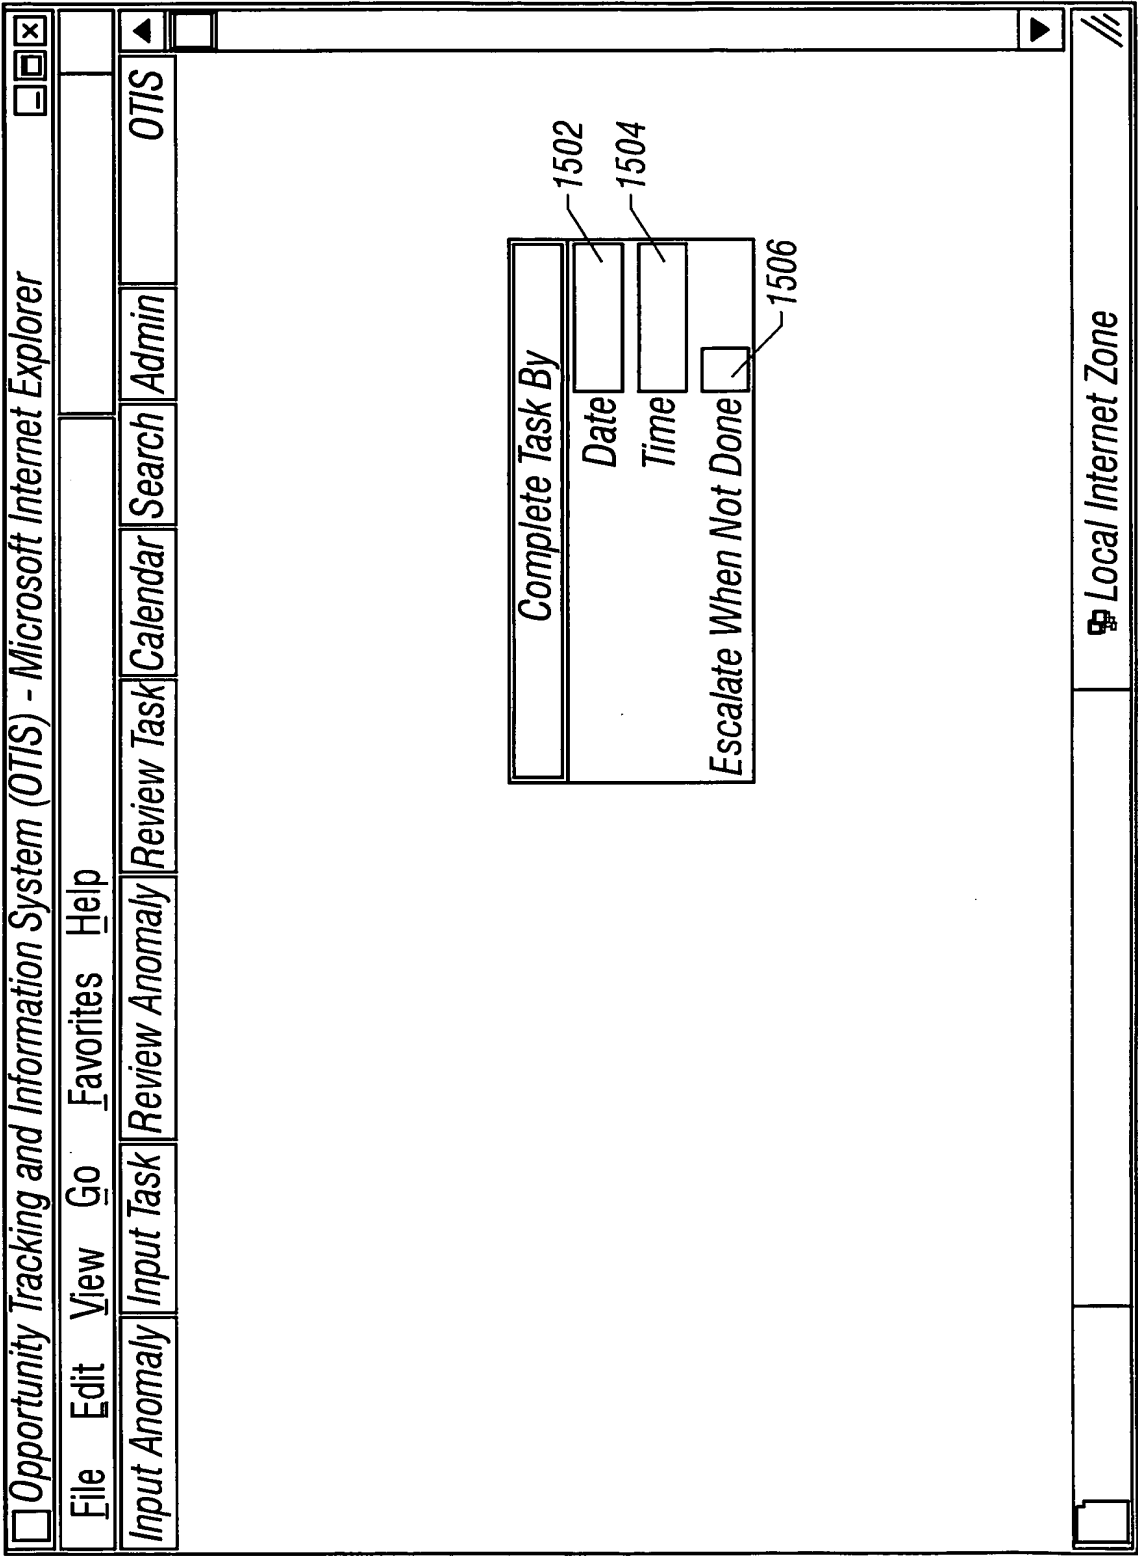 Opportunity Tracking and Information System (OTIS) - Microsoft Internet Explorer
File Edit View Go Favorites Help
Input Anomaly Input Task Review Anomaly Review Task Calendar Search Admin OTIS
Complete Task By
Date 1502
Time 1504
Escalate When Not Done 1506
Local Internet Zone